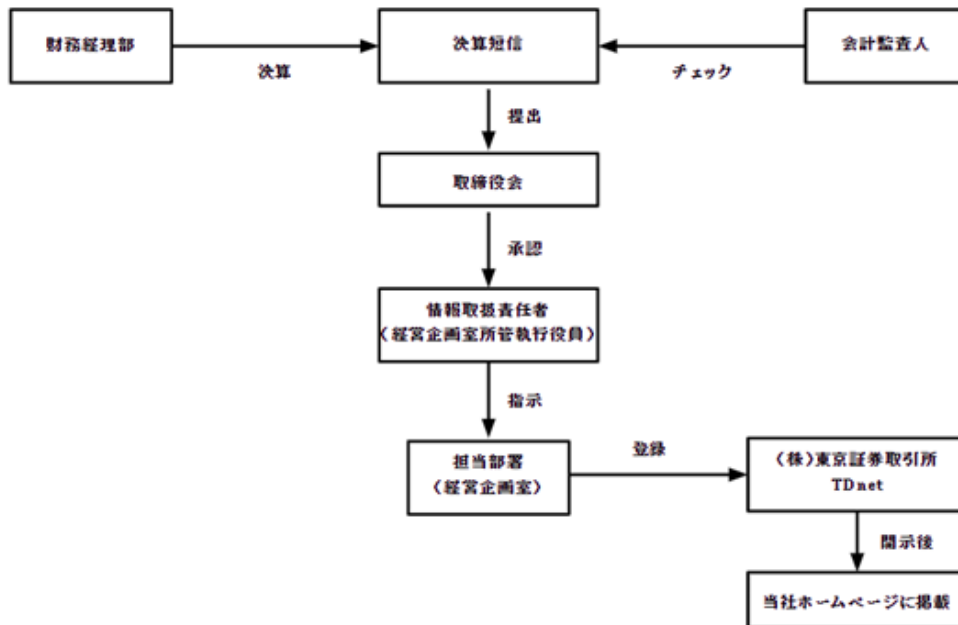 財務経理部
決算短信
会計監査人
決算
チェック
提出
取締役会
承認
情報取扱責任者
(経営企画室所管執行役員)
指示
担当部署
(経営企画室)
登録
(株)東京証券取引所
TDnet
開示後
当社ホームページに掲載